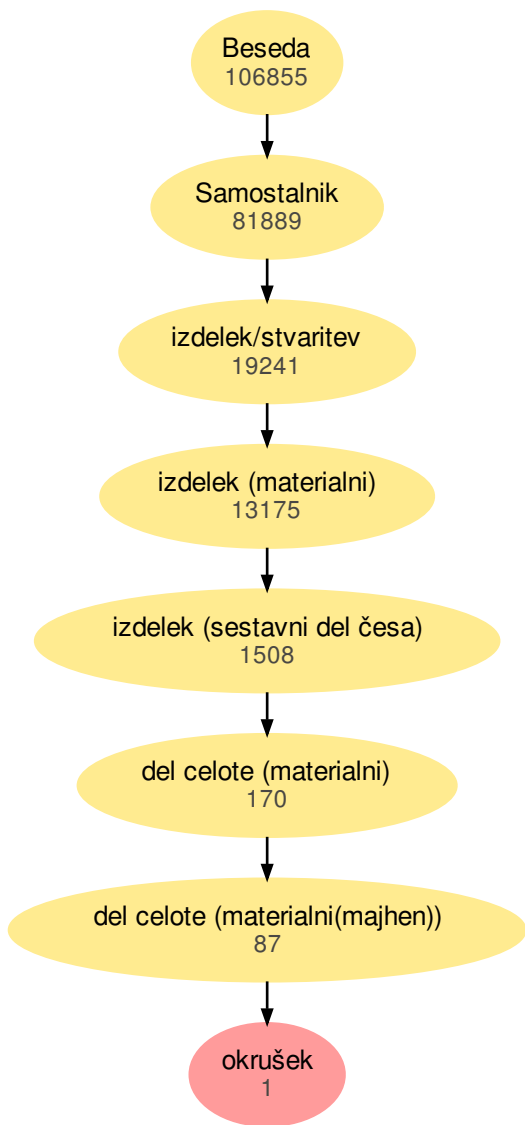 Beseda
106855
Samostalnik
81889
izdelek/stvaritev
19241
izdelek (materialni)
13175
izdelek (sestavni del česa)
1508
del celote (materialni)
170
del celote (materialni(majhen))
87
okrušek
1